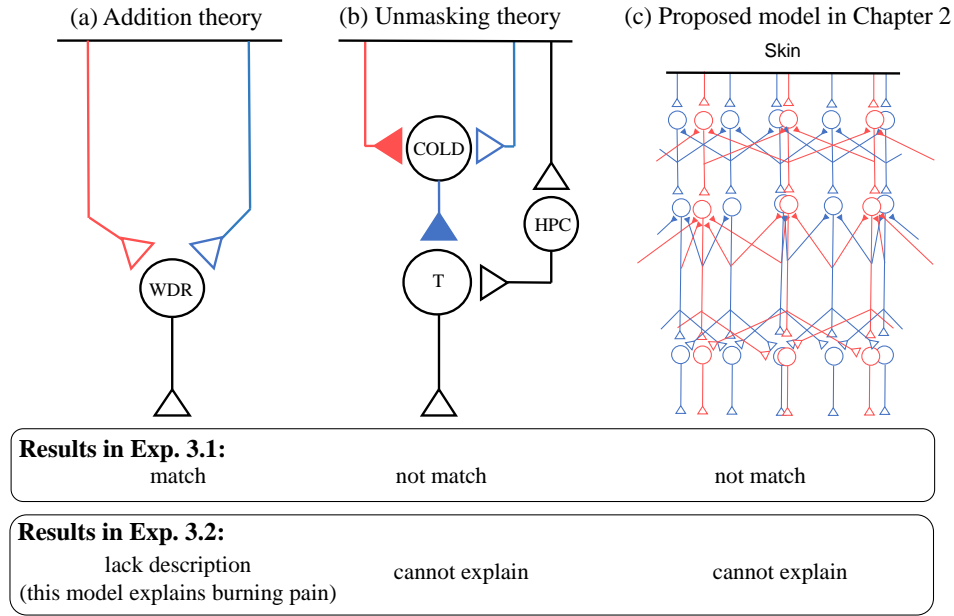 (a) Addition theory
(b) Unmasking theory
(c) Proposed model in Chapter 2
Skin
COLD
HPC
WDR
T
Results in Exp. 3.1:
match
not match
not match
Results in Exp. 3.2:
lack description
(this model explains burning pain)
cannot explain
cannot explain